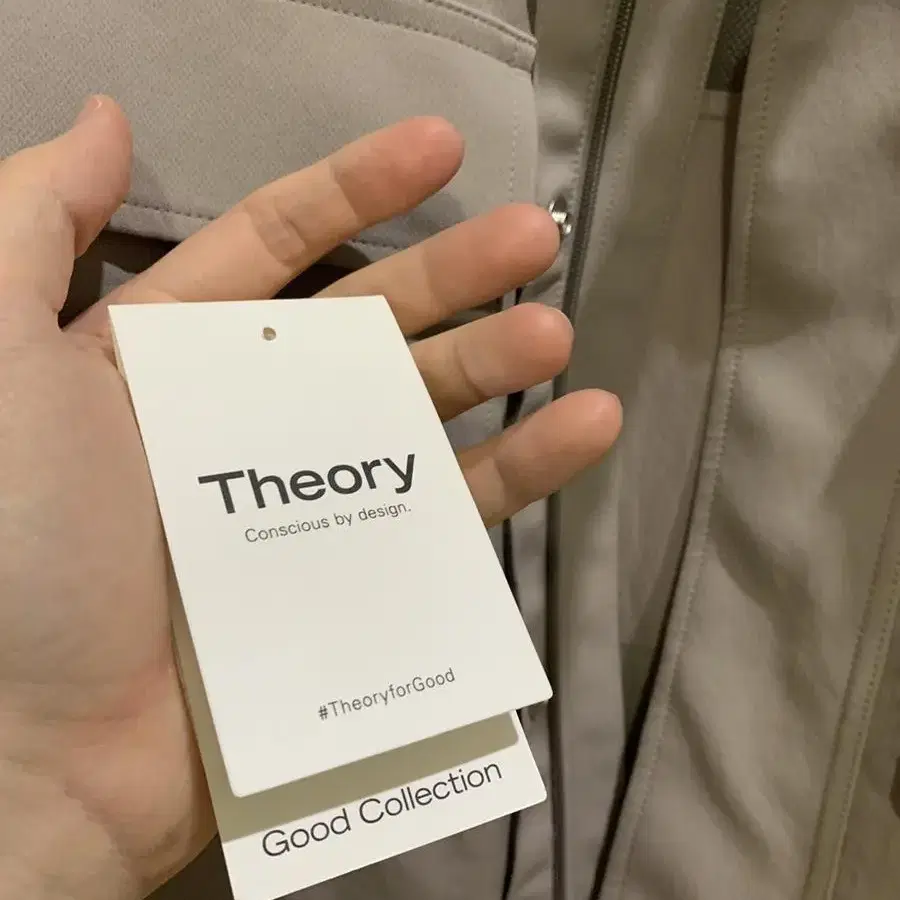 Theory
Conscious by design.
#TheoryforGood
Good Collection